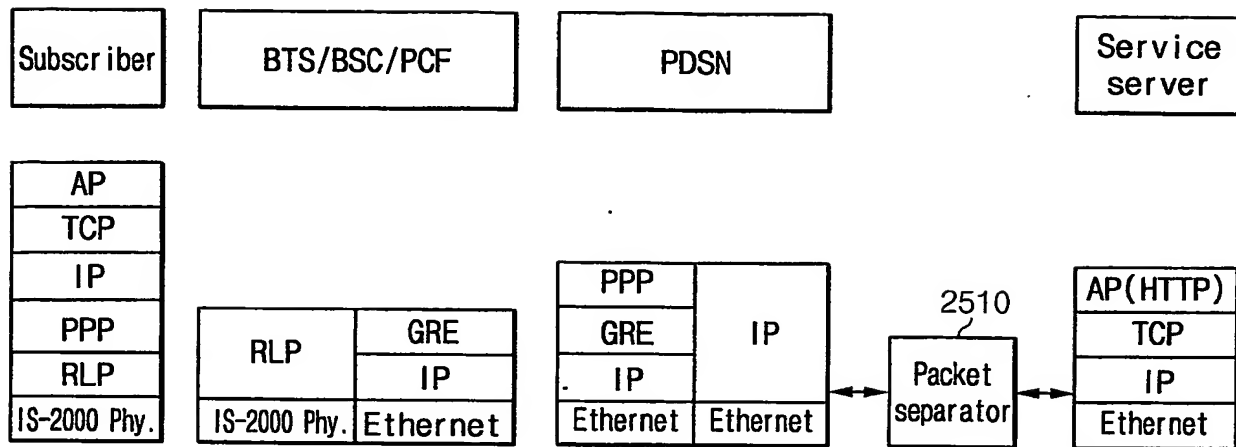 Subscriber
BTS/BSC/PCF
PDSN
Service
server
AP
TCP
IP
PPP
RLP
IS-2000 Phy.
RLP
GRE
IP
IS-2000 Phy.
Ethernet
PPP
GRE
IP
Ethernet
IP
Ethernet
2510
Packet
separator
AP(HTTP)
TCP
IP
Ethernet